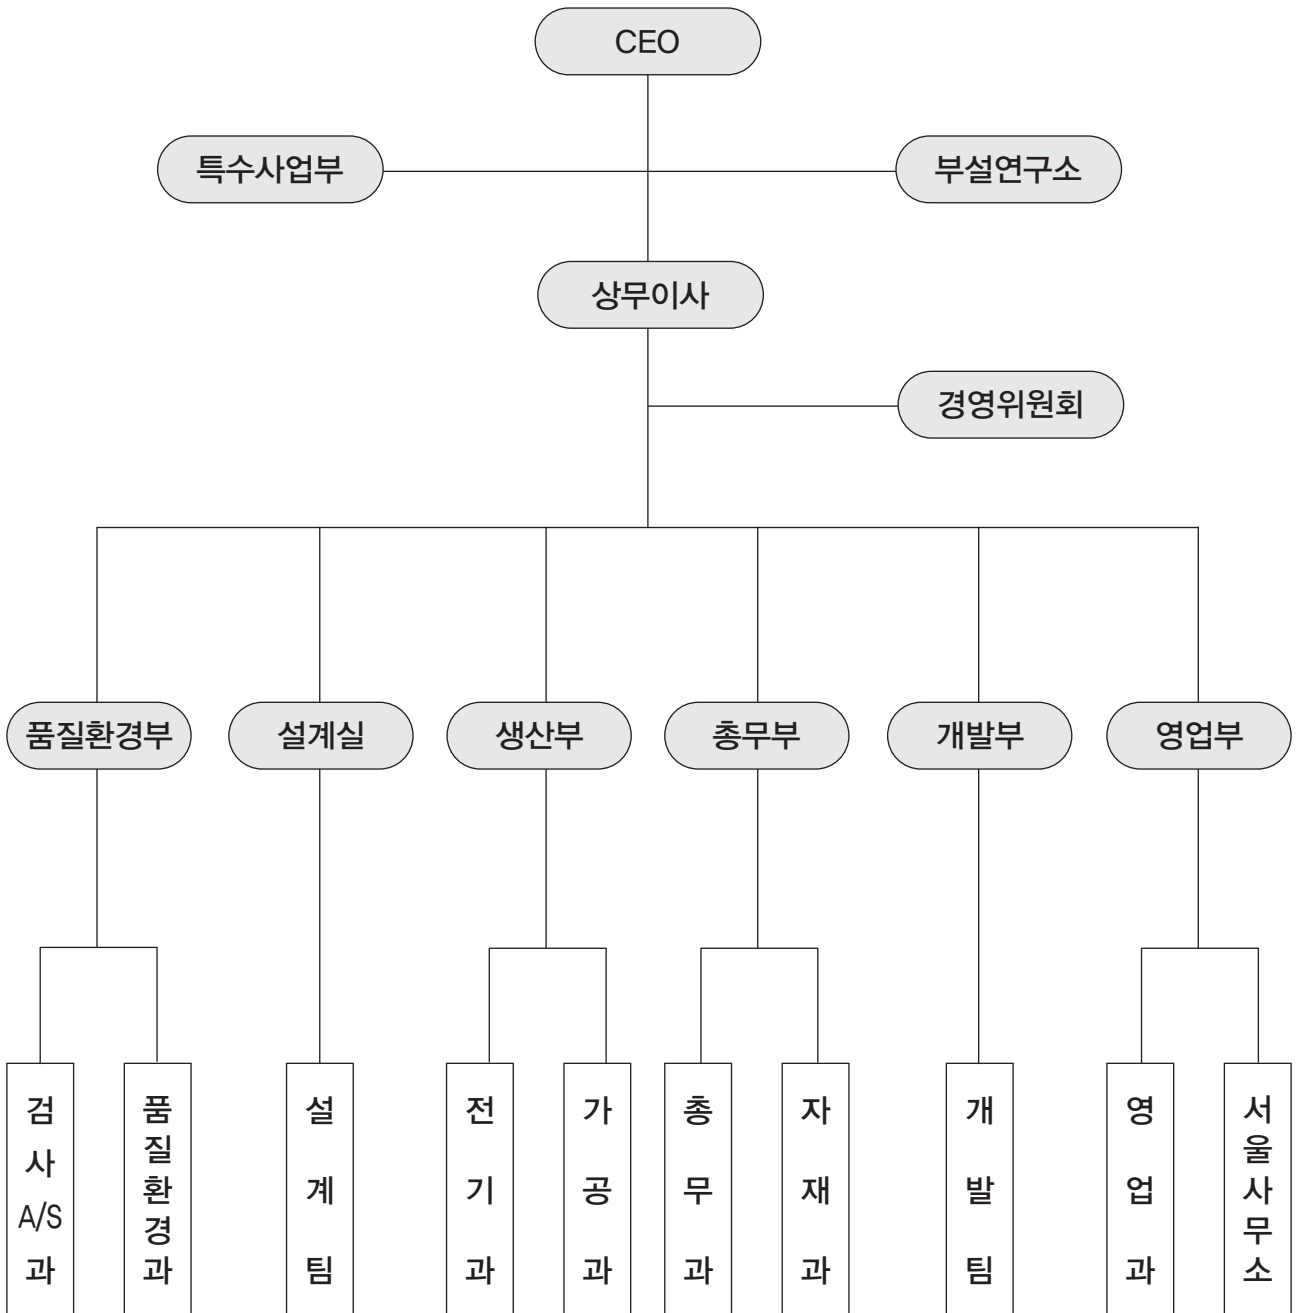 CEO
특수사업부
부설연구소
상무이사
경영위원회
품질환경부
설계실
생산부
총무부
개발부
영업부
검사A/S과
품질환경과
설계팀
전기과
가공과
총무과
자재과
개발팀
영업과
서울사무소